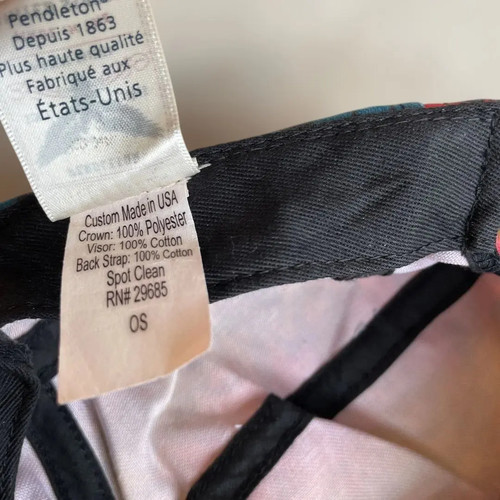 Pendleton®
Depuis 1863
Plus haute qualité
Fabriqué aux
États-Unis
Custom Made in USA
Crown: 100% Polyester
Visor: 100% Cotton
Back Strap: 100% Cotton
Spot Clean
RN# 29685
OS